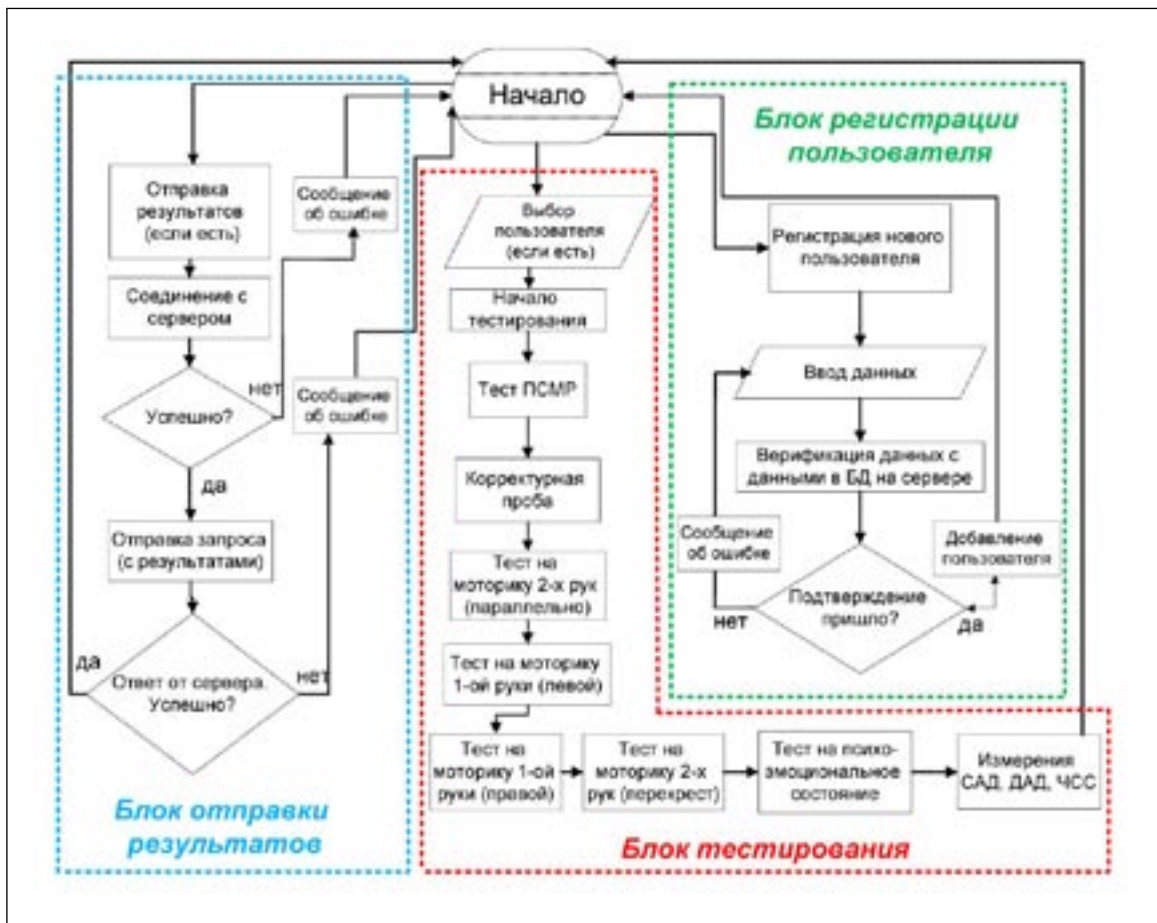 Начало
Отправка
результатов
(если есть)
Соединение с
сервером
Успешно?
нет
да
Сообщение
об ошибке
Отправка запроса
(с результатами)
Ответ от сервера.
Успешно?
да
нет
Сообщение
об ошибке
Блок отправки
результатов
Выбор
пользователя
(если есть)
Начало
тестирования
Тест ПСМР
Корректурная
проба
Тест на
моторику 2-х рук
(параллельно)
Тест на моторику
1-ой руки (левой)
Тест на
моторику 1-ой
руки (правой)
Тест на
моторику 2-х
рук (перекрест)
Тест на психо-
эмоциональное
состояние
Измерения
САД, ДАД, ЧСС
Блок тестирования
Блок регистрации
пользователя
Регистрация нового
пользователя
Ввод данных
Верификация данных с
данными в БД на сервере
Подтверждение
пришло?
нет
да
Сообщение
об ошибке
Добавление
пользователя